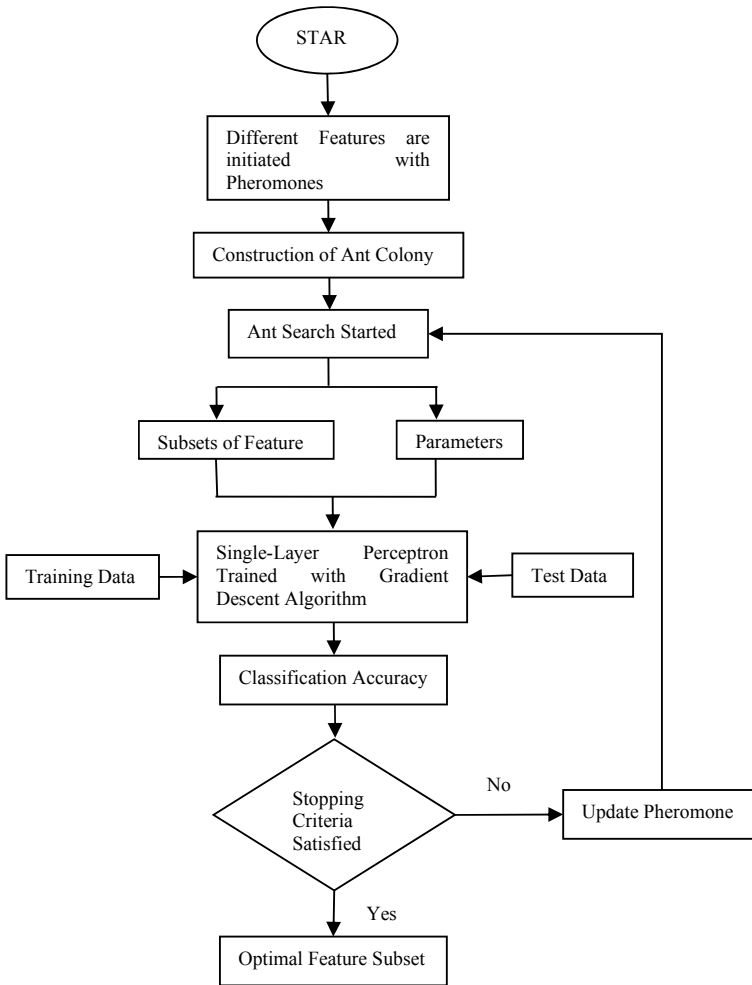 STAR
Different Features are
initiated with
Pheromones
Construction of Ant Colony
Ant Search Started
Subsets of Feature
Parameters
Single-Layer Perceptron
Trained with Gradient
Descent Algorithm
Training Data
Test Data
Classification Accuracy
Stopping
Criteria
Satisfied
No
Update Pheromone
Yes
Optimal Feature Subset